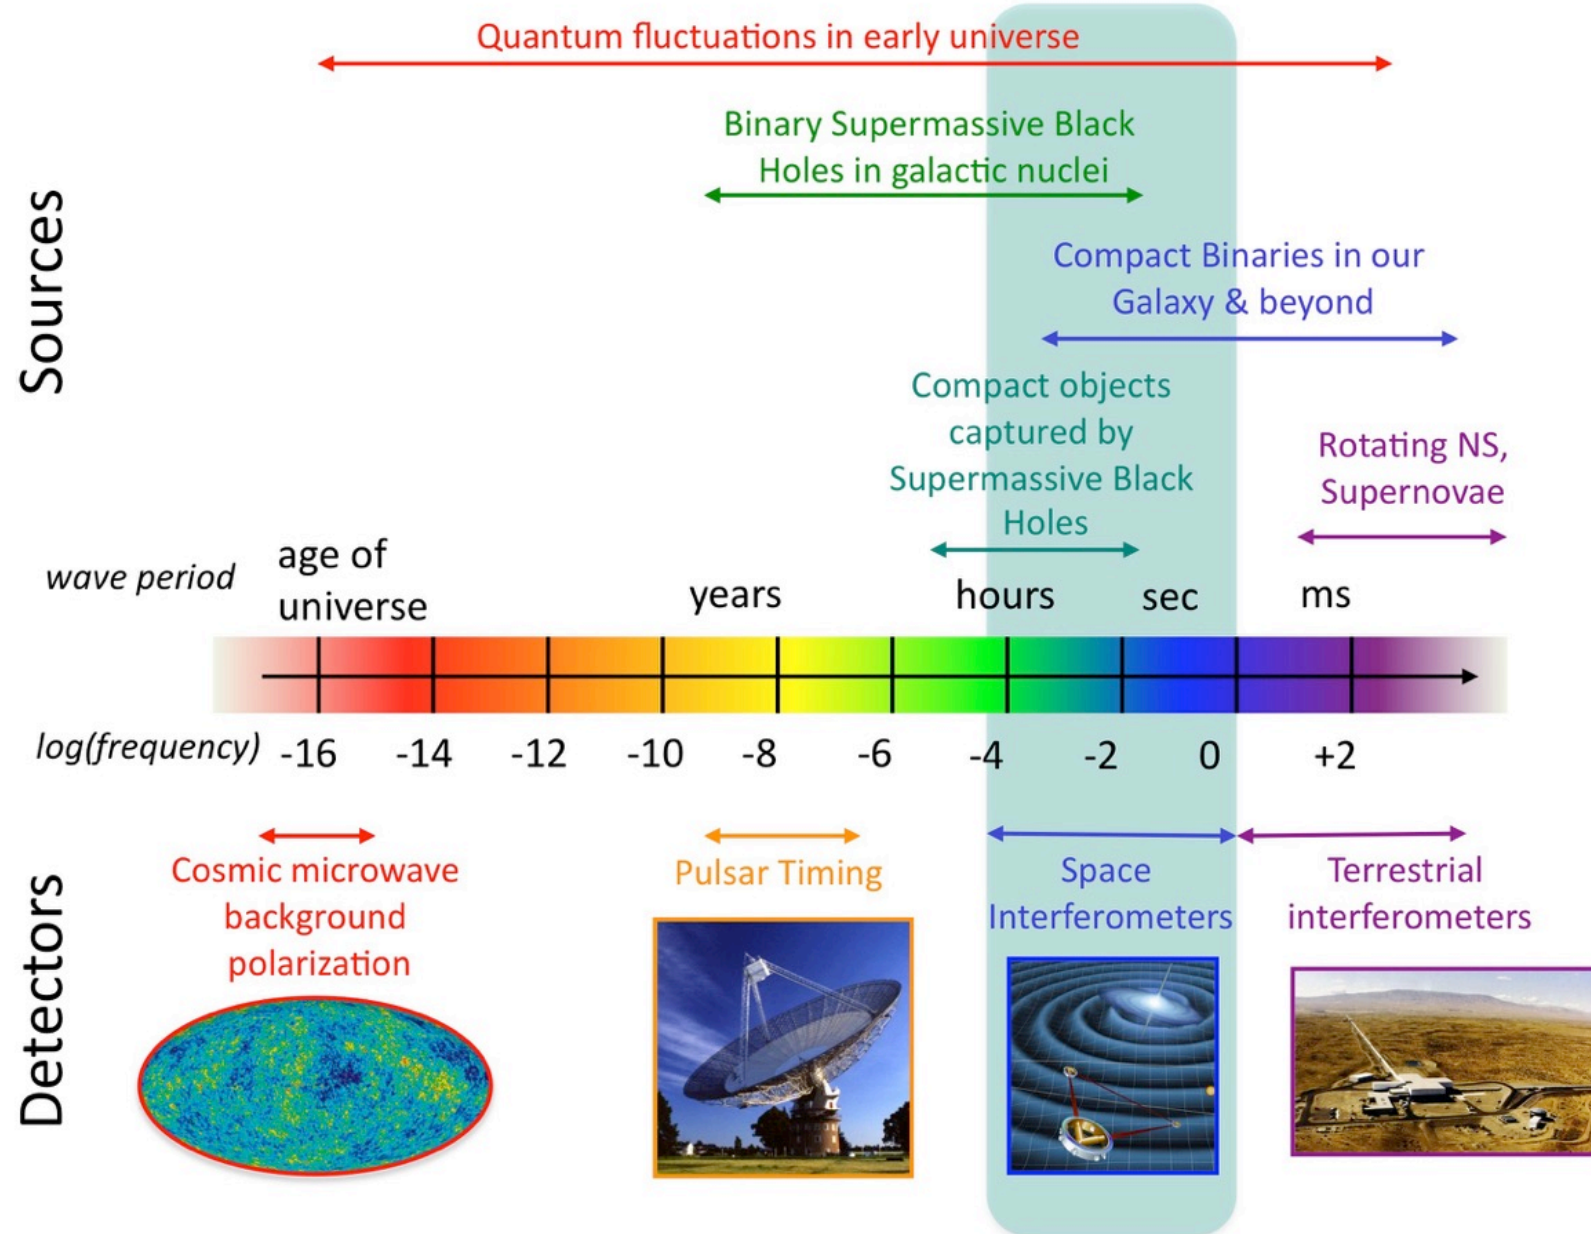 Sources
Quantum fluctuations in early universe
Binary Supermassive Black
Holes in galactic nuclei
Compact Binaries in our
Galaxy & beyond
Compact objects
captured by
Supermassive Black
Holes
Rotating NS,
Supernovae
wave period
age of
universe
years
hours
sec
ms
log(frequency) -16 -14 -12 -10 -8 -6 -4 -2 0 +2
Detectors
Cosmic microwave
background
polarization
Pulsar Timing
Space
Interferometers
Terrestrial
interferometers